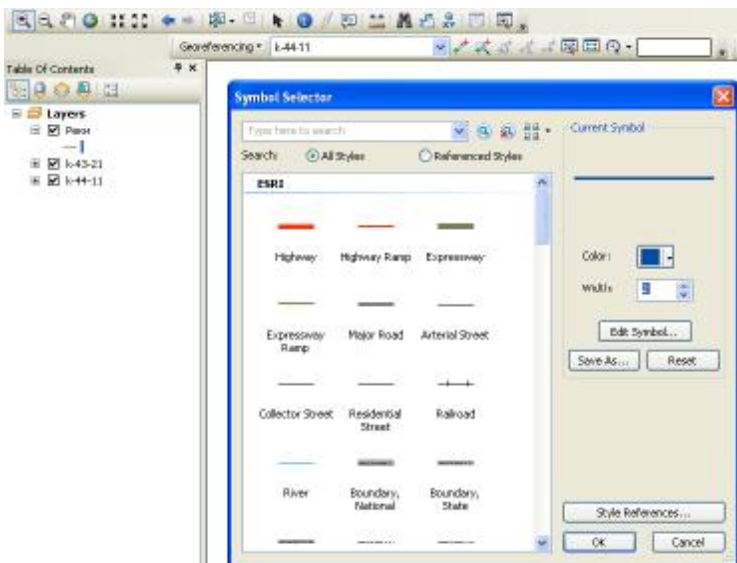 Georeferencing
k-44-11
Table Of Contents
Layers
Реки
k-43-21
k-44-11
Symbol Selector
Type here to search
Search:
All Styles
Referenced Styles
ESRI
Highway
Highway Ramp
Expressway
Expressway
Ramp
Major Road
Arterial Street
Collector Street
Residential
Street
Railroad
River
Boundary,
National
Boundary,
State
Current Symbol
Color:
Width:
Edit Symbol...
Save As...
Reset
Style References...
OK
Cancel